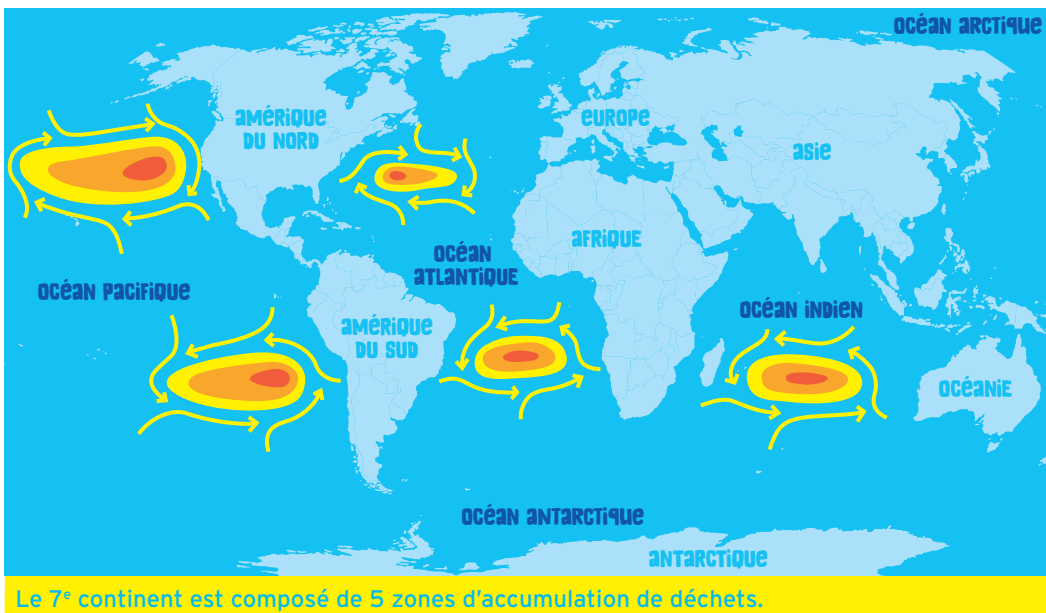 OCÉAN ARCTIQUE
AMÉRIQUE
DU NORD
EUROPE
ASIE
AFRIQUE
OCÉAN
ATLANTIQUE
OCÉAN PACIFIQUE
OCÉAN INDIEN
AMÉRIQUE
DU SUD
OCÉANIE
OCÉAN ANTARCTIQUE
ANTARCTIQUE
Le 7e continent est composé de 5 zones d'accumulation de déchets.